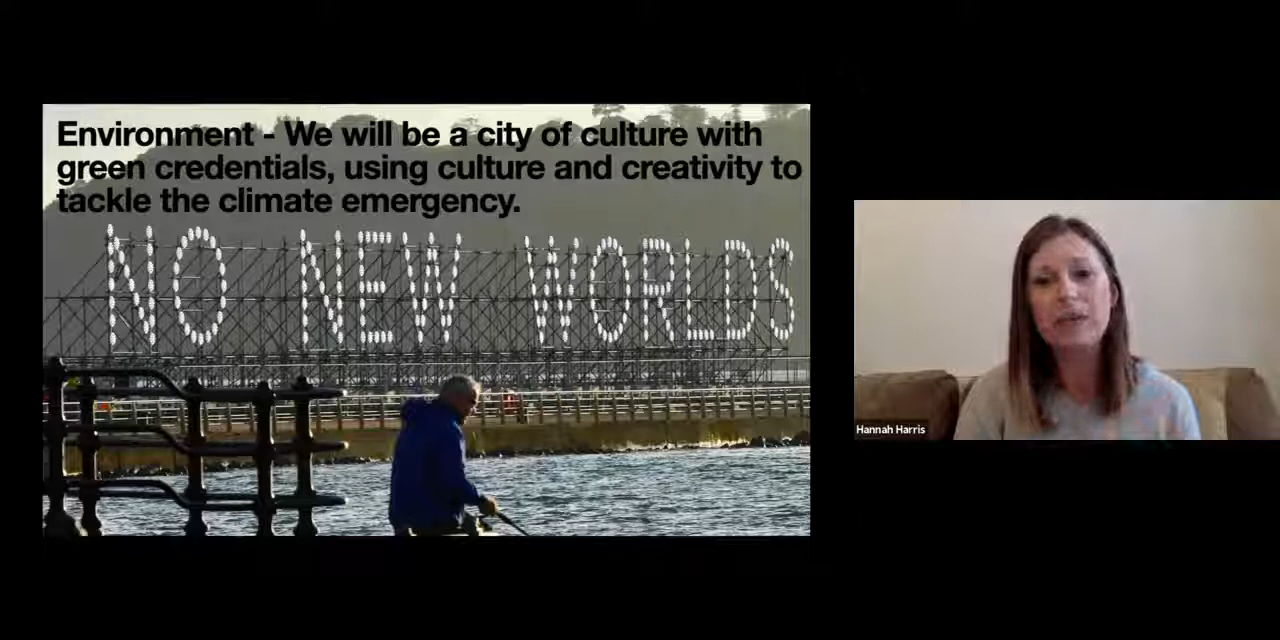 Environment - We will be a city of culture with
green credentials, using culture and creativity to
tackle the climate emergency.
NO NEW WORLDS
Hannah Harris